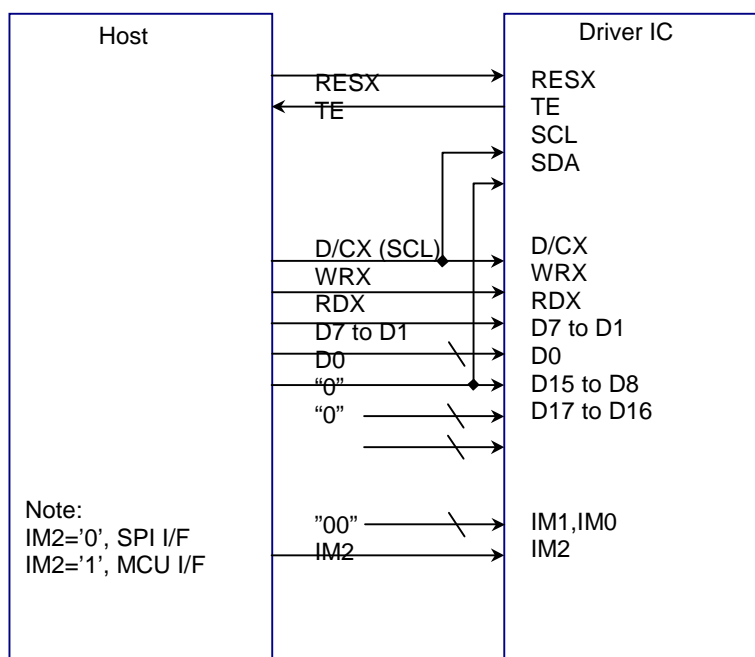 Host
Driver IC
RESX
RESX
TE
TE
SCL
SDA
D/CX (SCL)
D/CX
WRX
WRX
RDX
RDX
D7 to D1
D7 to D1
D0
D0
“0”
D15 to D8
“0”
D17 to D16
Note:
IM2='0', SPI I/F
IM2='1', MCU I/F
”00”
IM1,IM0
IM2
IM2